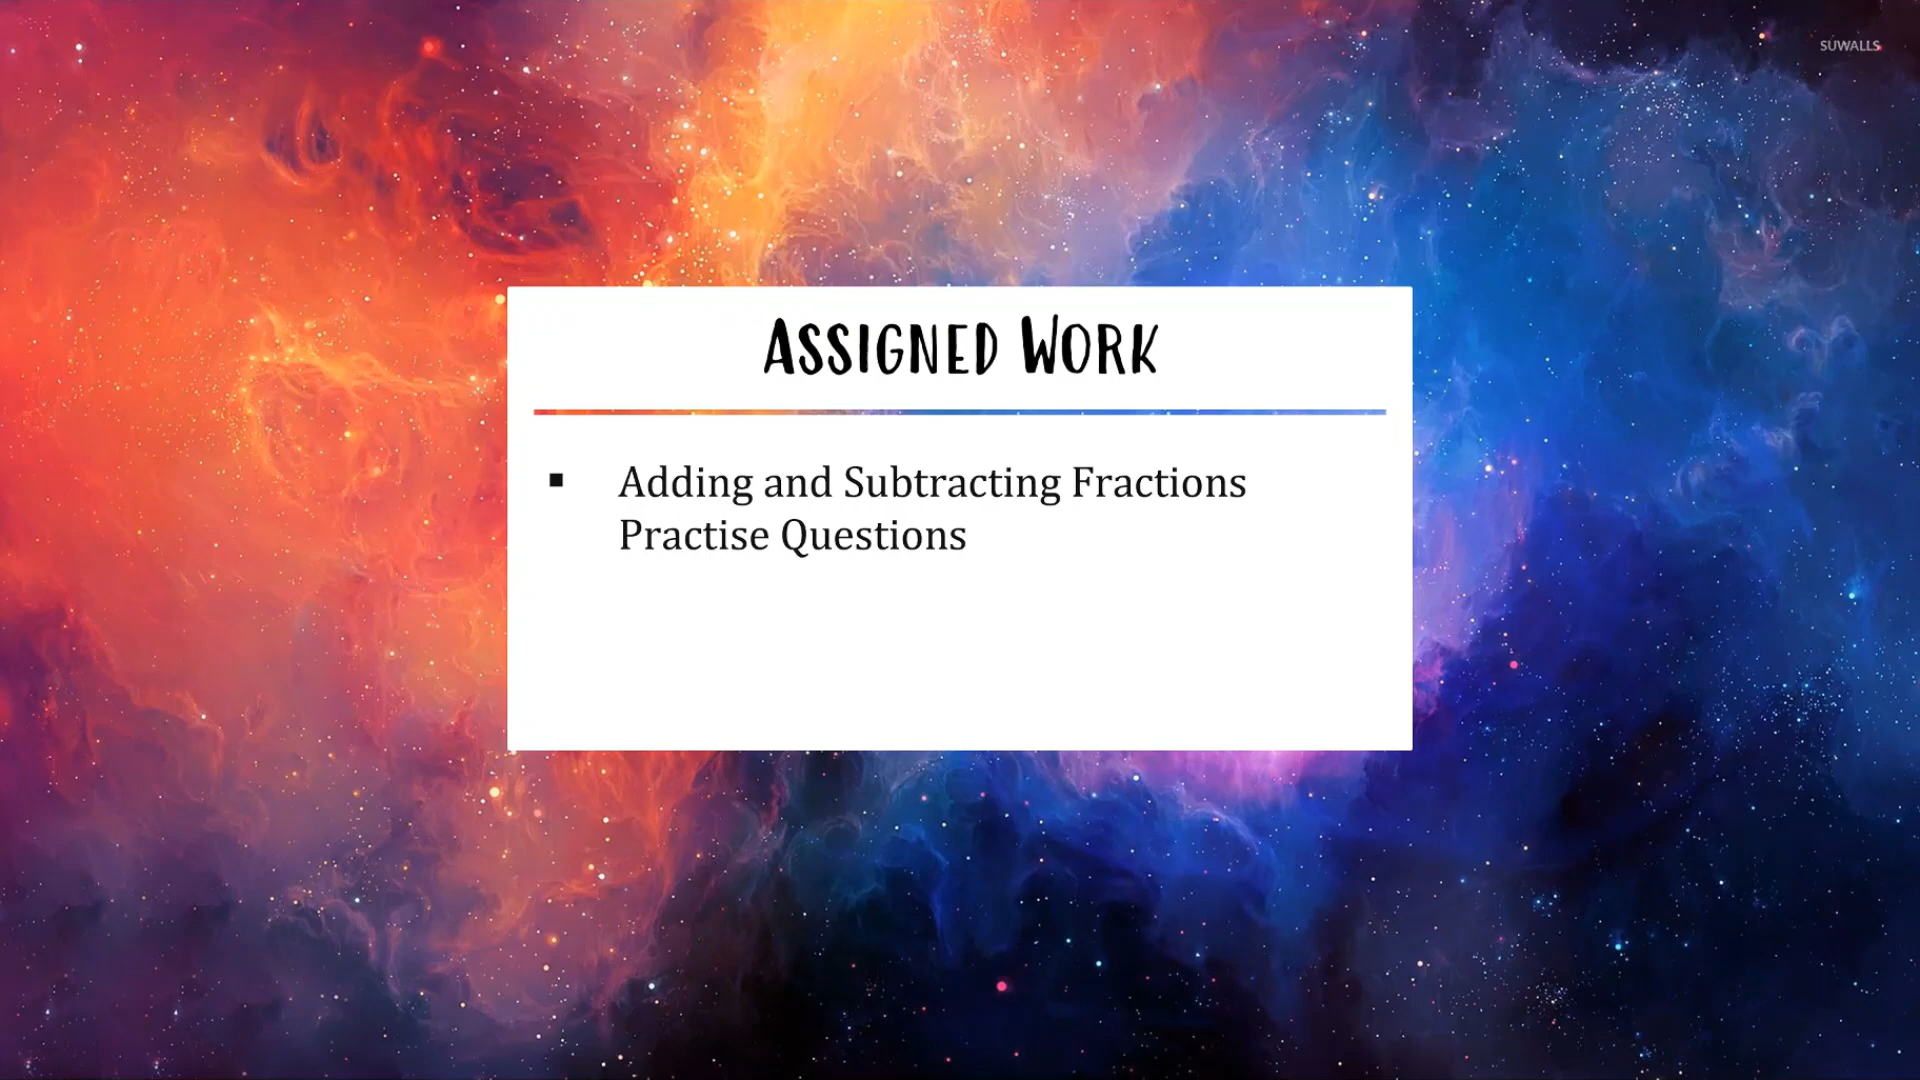 SUWALLS
Assigned Work
▪ Adding and Subtracting Fractions
Practise Questions